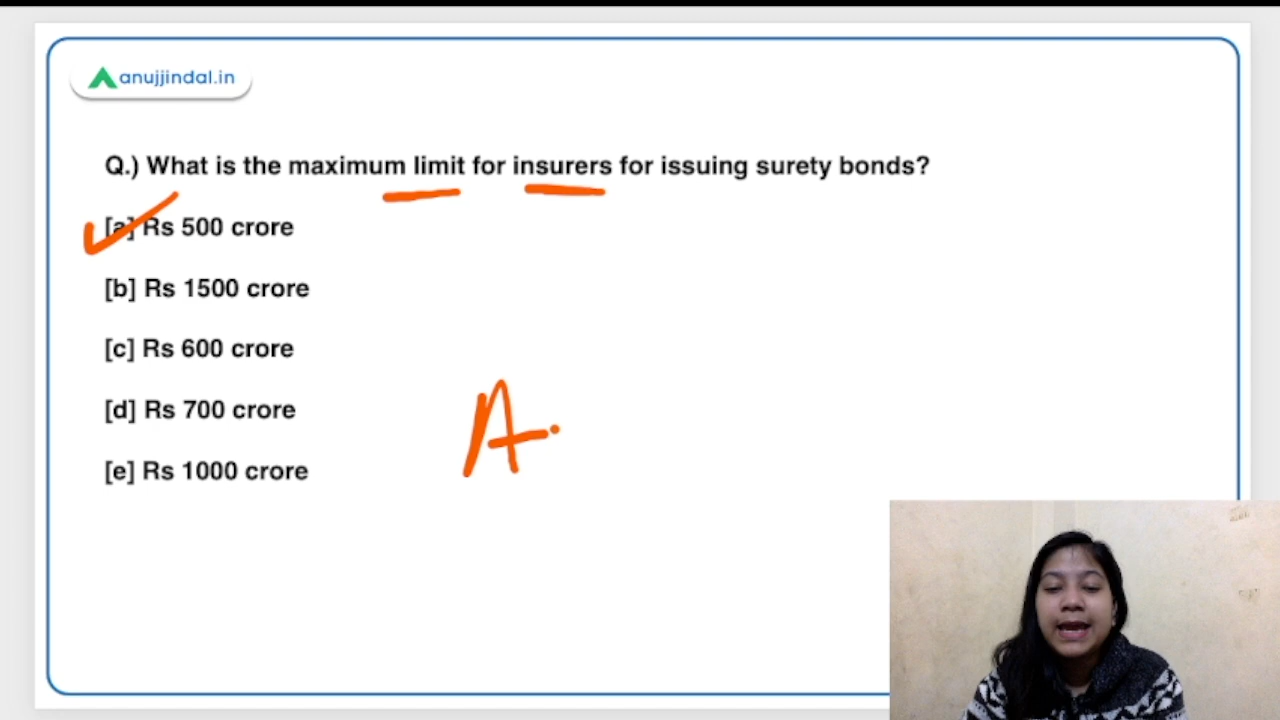 anujjindal.in
Q.) What is the maximum limit for insurers for issuing surety bonds?
[a] Rs 500 crore
[b] Rs 1500 crore
[c] Rs 600 crore
[d] Rs 700 crore
[e] Rs 1000 crore
A.